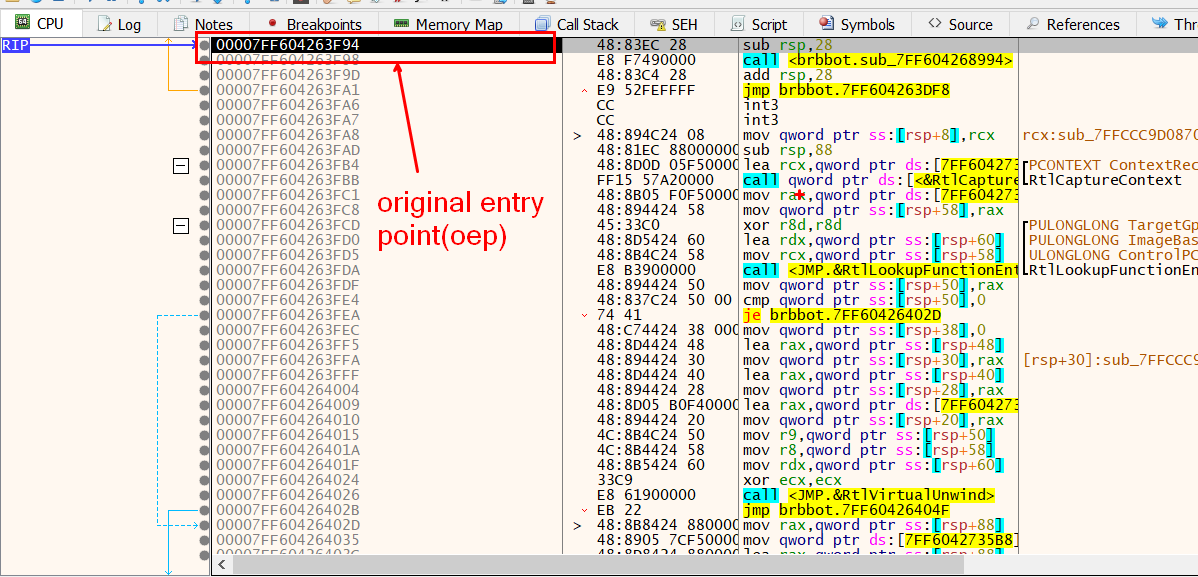 CPU Log Notes Breakpoints Memory Map Call Stack SEH Script Symbols Source References Thr
RIP 00007FF604263F94 48:83EC 28 sub rsp,28
00007FF604263F98 E8 F7490000 call <brbbot.sub_7FF604268994>
00007FF604263F9D 48:83C4 28 add rsp,28
00007FF604263FA1 E9 52FEFFFF jmp brbbot.7FF604263DF8
00007FF604263FA6 CC int3
00007FF604263FA7 CC int3
00007FF604263FA8 48:894C24 08 mov qword ptr ss:[rsp+8],rcx rcx:sub_7FFCCC9D0870
00007FF604263FAD 48:81EC 88000000 sub rsp,88
00007FF604263FB4 48:8D0D 05F50000 lea rcx,qword ptr ds:[7FF604273 PCONTEXT ContextRec
00007FF604263FBB FF15 57A20000 call qword ptr ds:[<&RtlCapture RtlCaptureContext
00007FF604263FC1 48:8B05 F0F50000 mov rax,qword ptr ds:[7FF604273
00007FF604263FC8 48:894424 58 mov qword ptr ss:[rsp+58],rax
00007FF604263FCD 45:33C0 xor r8d,r8d PULONGLONG TargetGp
00007FF604263FD0 48:8D5424 60 lea rdx,qword ptr ss:[rsp+60] PULONGLONG ImageBas
00007FF604263FD5 48:8B4C24 58 mov rcx,qword ptr ss:[rsp+58] ULONGLONG ControlPC
00007FF604263FDA E8 B3900000 call <JMP.&RtlLookupFunctionEnt RtlLookupFunctionEn
00007FF604263FDF 48:894424 50 mov qword ptr ss:[rsp+50],rax
00007FF604263FE4 48:837C24 50 00 cmp qword ptr ss:[rsp+50],0
00007FF604263FEA 74 41 je brbbot.7FF60426402D
00007FF604263FEC 48:C74424 38 000 mov qword ptr ss:[rsp+38],0
00007FF604263FF5 48:8D4424 48 lea rax,qword ptr ss:[rsp+48]
00007FF604263FFA 48:894424 30 mov qword ptr ss:[rsp+30],rax [rsp+30]:sub_7FFCCC9
00007FF604263FFF 48:8D4424 40 lea rax,qword ptr ss:[rsp+40]
00007FF604264004 48:894424 28 mov qword ptr ss:[rsp+28],rax
00007FF604264009 48:8D05 B0F40000 lea rax,qword ptr ds:[7FF604273
00007FF604264010 48:894424 20 mov qword ptr ss:[rsp+20],rax
00007FF604264015 4C:8B4C24 50 mov r9,qword ptr ss:[rsp+50]
00007FF60426401A 4C:8B4424 58 mov r8,qword ptr ss:[rsp+58]
00007FF60426401F 48:8B5424 60 mov rdx,qword ptr ss:[rsp+60]
00007FF604264024 33C9 xor ecx,ecx
00007FF604264026 E8 61900000 call <JMP.&RtlVirtualUnwind>
00007FF60426402B EB 22 jmp brbbot.7FF60426404F
00007FF60426402D 48:8B8424 880000 mov rax,qword ptr ss:[rsp+88]
00007FF604264035 48:8905 7CF50000 mov qword ptr ds:[7FF6042735B8]
original entry
point(oep)